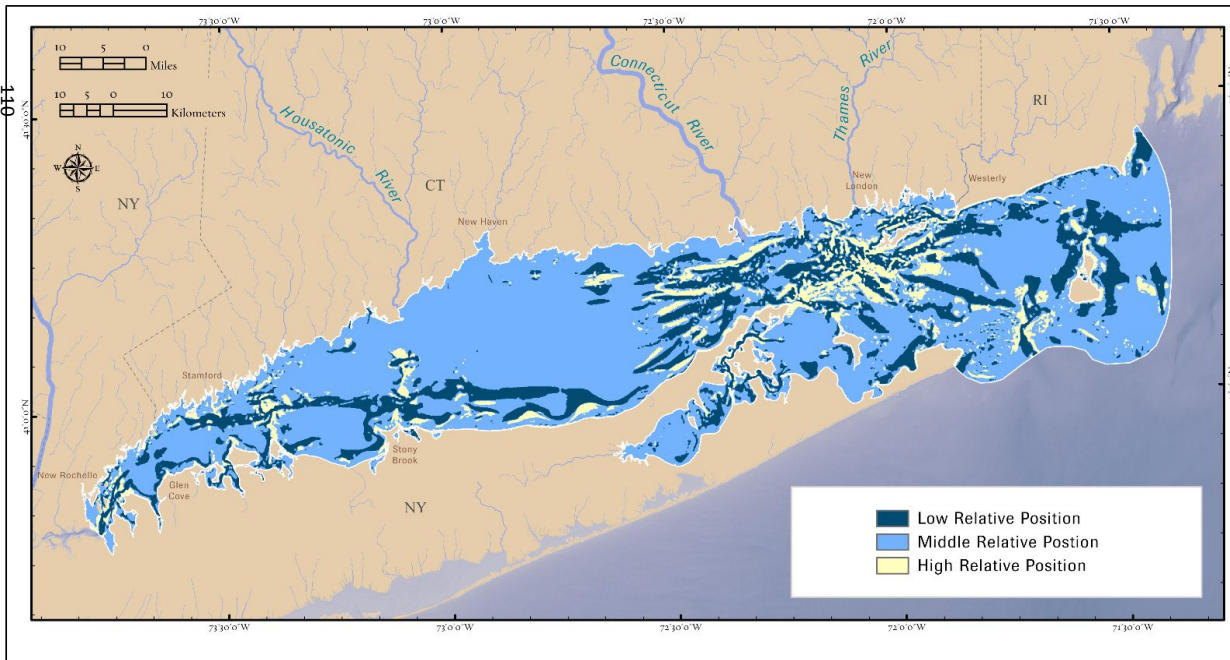 110
73°30'0"W 73°0'0"W 72°30'0"W 72°0'0"W 71°30'0"W
10 5 0
Miles
10 5 0 10
Kilometers
N
W E
S
Housatonic
River
Connecticut
River
Thames
River
RI
NY
CT
New Haven
New
London
Westerly
Stamford
New Rochelle
Glen
Cove
Stony
Brook
NY
41°0'0"N
Low Relative Position
Middle Relative Postion
High Relative Position
73°30'0"W 73°0'0"W 72°30'0"W 72°0'0"W 71°30'0"W